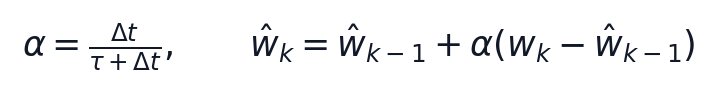 α = Δt / (τ + Δt),    ŵ_k = ŵ_{k−1} + α(w_k − ŵ_{k−1})